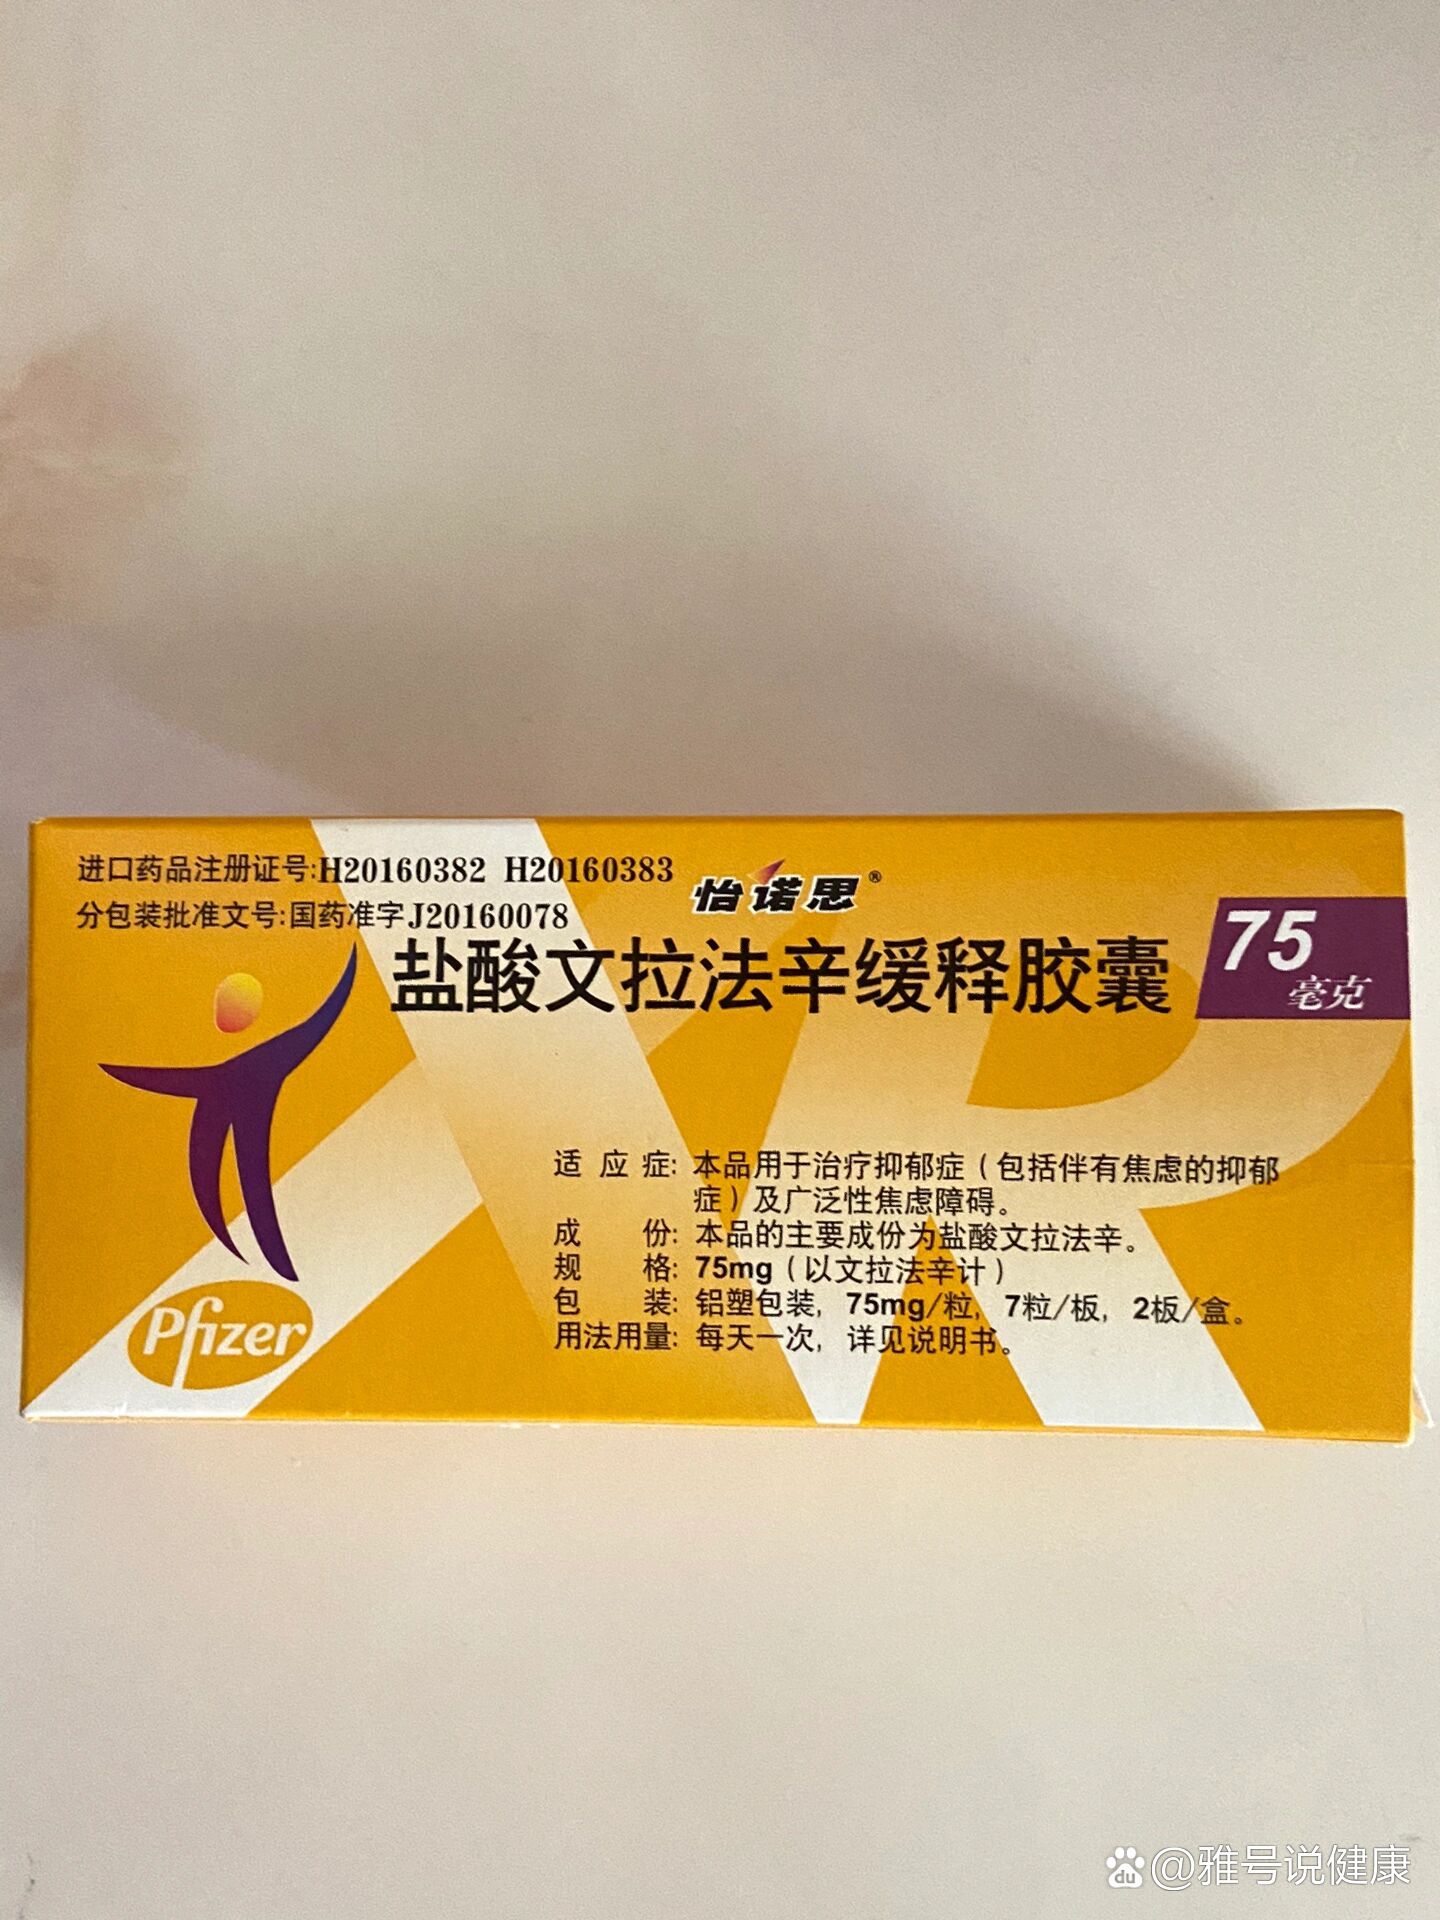 进口药品注册证号:H20160382 H20160383
分包装批准文号:国药准字J20160078
怡诺思®
盐酸文拉法辛缓释胶囊
75
毫克
XR
适应症:本品用于治疗抑郁症(包括伴有焦虑的抑郁
症)及广泛性焦虑障碍。
成份:本品的主要成份为盐酸文拉法辛。
规格:75mg(以文拉法辛计)
包装:铝塑包装,75mg/粒,7粒/板,2板/盒。
用法用量:每天一次,详见说明书。
Pfizer
du @雅号说健康